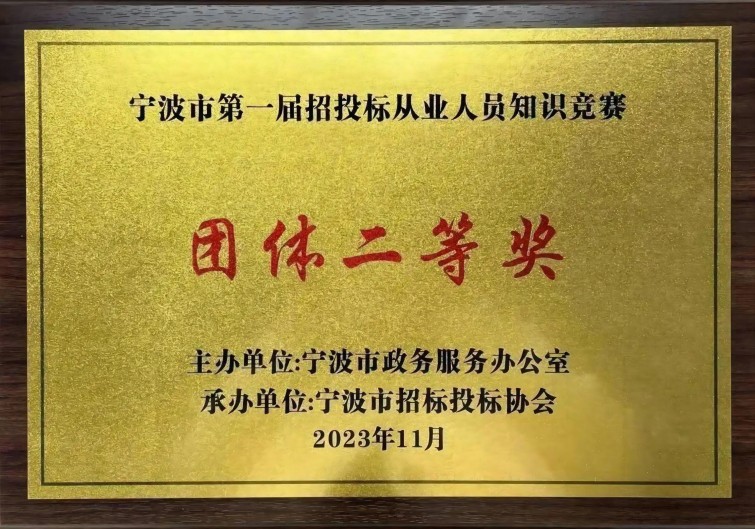 宁波市第一届招投标从业人员知识竞赛
团体二等奖
主办单位:宁波市政务服务办公室
承办单位:宁波市招标投标协会
2023年11月